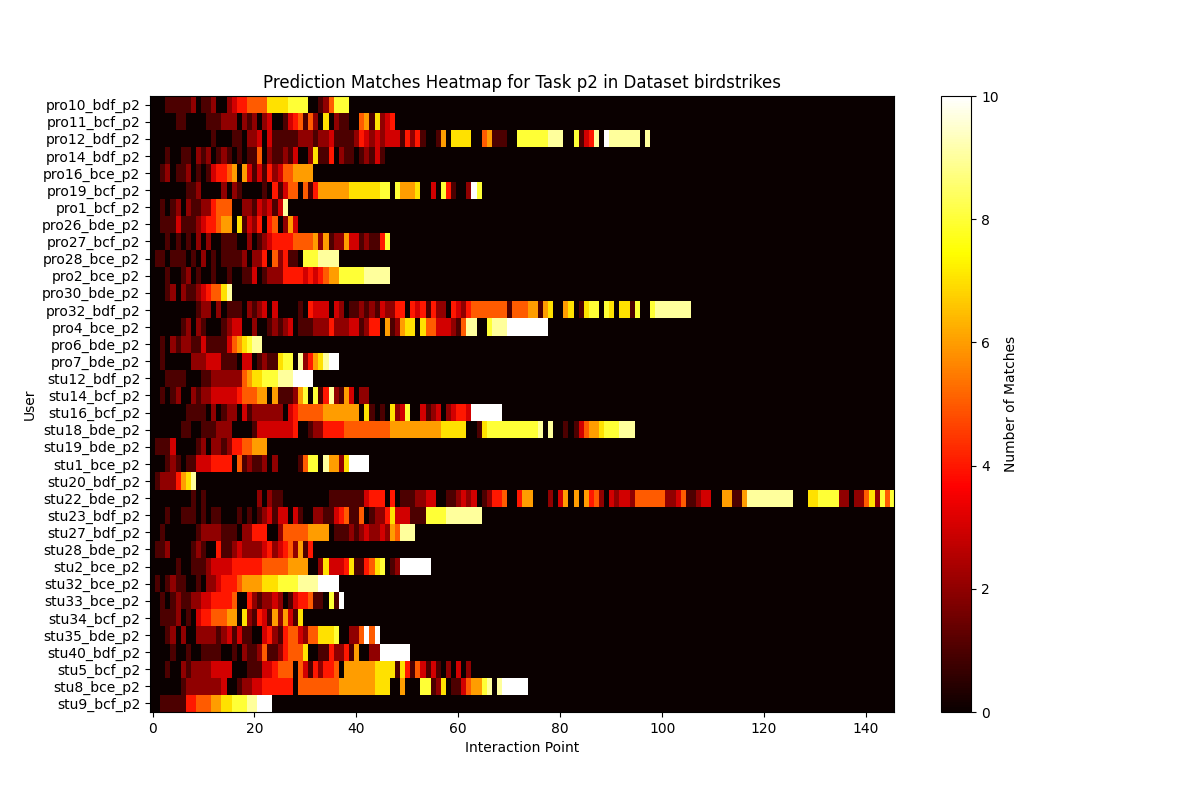 Prediction Matches Heatmap for Task p2 in Dataset birdstrikes
pro10_bdf_p2
pro11_bcf_p2
pro12_bdf_p2
pro14_bdf_p2
pro16_bce_p2
pro19_bcf_p2
pro1_bcf_p2
pro26_bde_p2
pro27_bcf_p2
pro28_bce_p2
pro2_bce_p2
pro30_bde_p2
pro32_bdf_p2
pro4_bce_p2
pro6_bde_p2
pro7_bde_p2
stu12_bdf_p2
stu14_bcf_p2
stu16_bcf_p2
stu18_bde_p2
stu19_bde_p2
stu1_bce_p2
stu20_bdf_p2
stu22_bde_p2
stu23_bdf_p2
stu27_bdf_p2
stu28_bde_p2
stu2_bce_p2
stu32_bce_p2
stu33_bce_p2
stu34_bcf_p2
stu35_bde_p2
stu40_bdf_p2
stu5_bcf_p2
stu8_bce_p2
stu9_bcf_p2
User
0 20 40 60 80 100 120 140
Interaction Point
10
8
6
4
2
0
Number of Matches